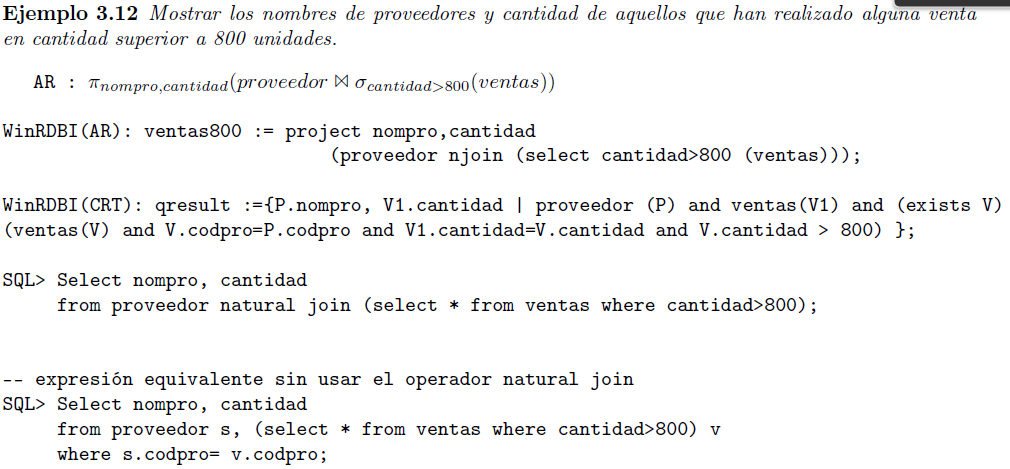 Ejemplo 3.12 Mostrar los nombres de proveedores y cantidad de aquellos que han realizado alguna venta
en cantidad superior a 800 unidades.
AR : π_{nompro,cantidad}(proveedor ⋈ σ_{cantidad>800}(ventas))
WinRDBI(AR): ventas800 := project nompro,cantidad
(proveedor njoin (select cantidad>800 (ventas)));
WinRDBI(CRT): qresult :={P.nompro, V1.cantidad | proveedor (P) and ventas(V1) and (exists V)
(ventas(V) and V.codpro=P.codpro and V1.cantidad=V.cantidad and V.cantidad > 800) };
SQL> Select nompro, cantidad
from proveedor natural join (select * from ventas where cantidad>800);
-- expresión equivalente sin usar el operador natural join
SQL> Select nompro, cantidad
from proveedor s, (select * from ventas where cantidad>800) v
where s.codpro= v.codpro;